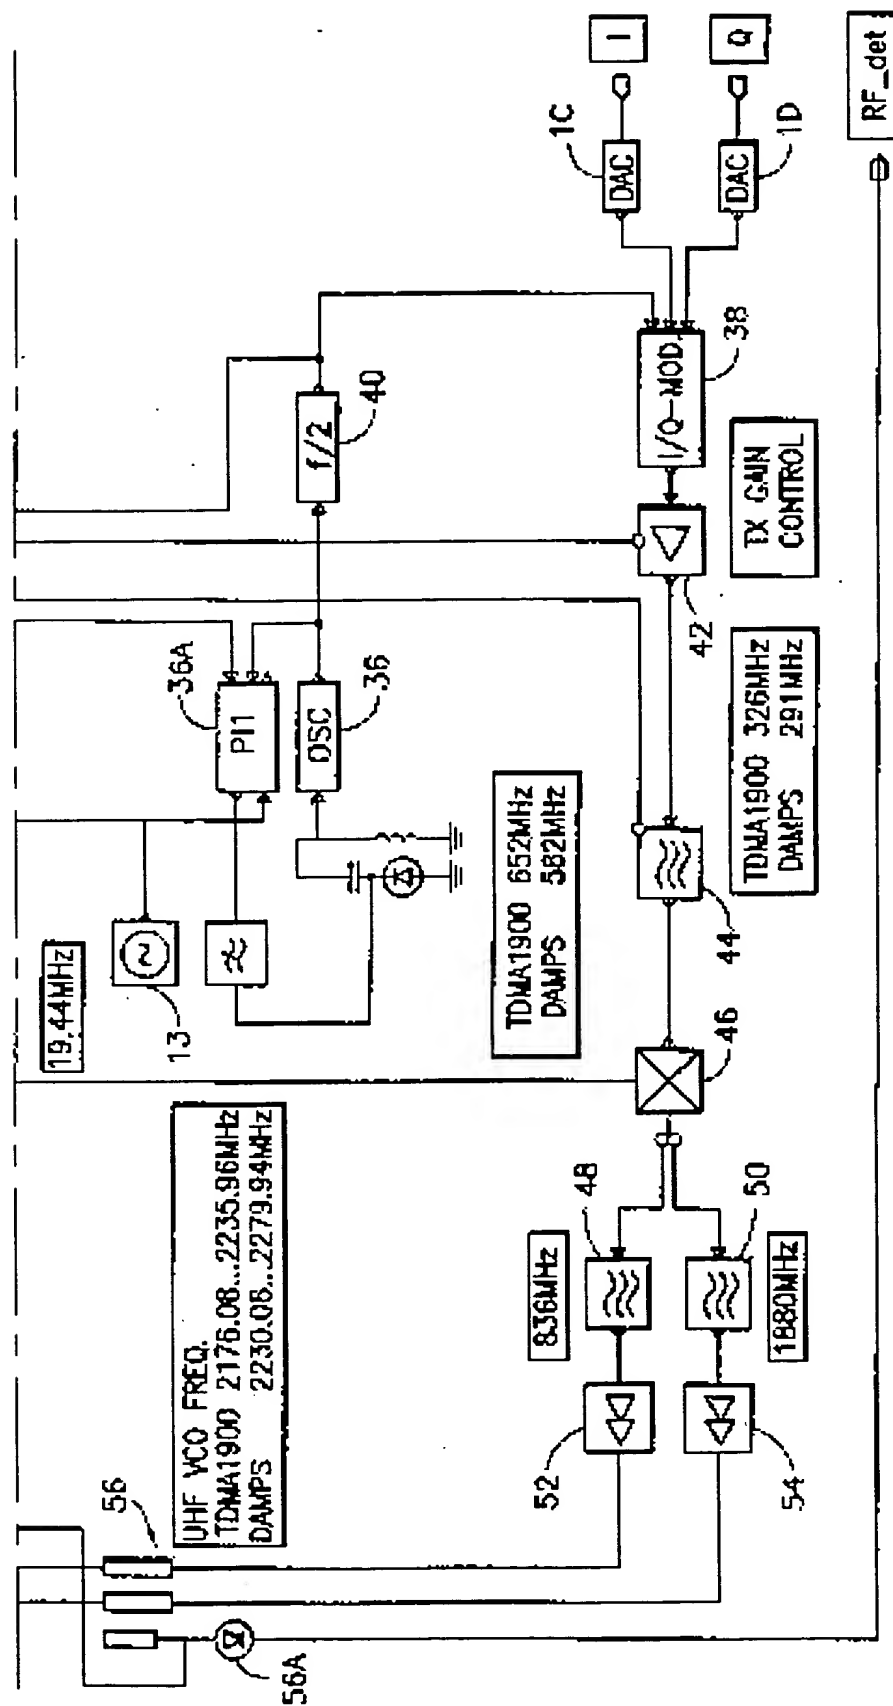 56
56A
UHF VCO FREQ.
TDMA1900 2176.08...2235.96MHz
DAMPS 2230.08...2279.94MHz
19.44MHz
13
PI1
36A
OSC
36
f/2
40
TDMA1900 652MHz
DAMPS 582MHz
52
836MHz
48
54
1880MHz
50
46
44
TDMA1900 326MHz
DAMPS 291MHz
42
TX GAIN
CONTROL
I/Q-MOD.
38
DAC
1C
I
DAC
1D
Q
RF_det